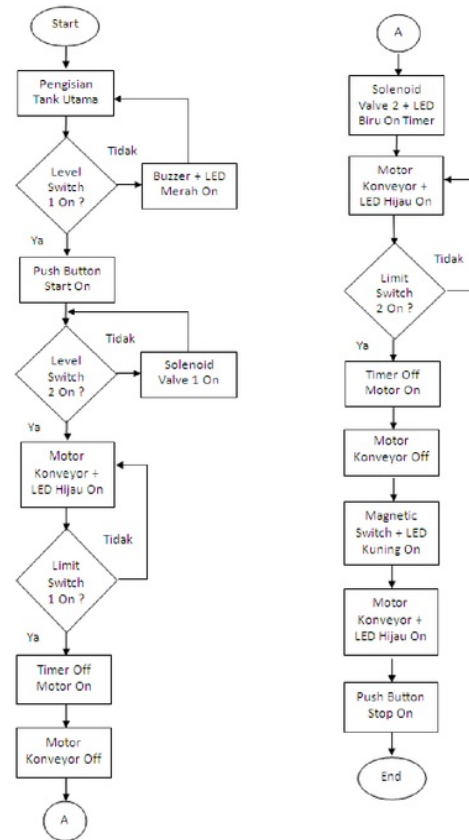 Start
Pengisian
Tank Utama
Tidak
Level
Switch
1 On ?
Buzzer + LED
Merah On
Ya
Push Button
Start On
Tidak
Level
Switch
2 On ?
Solenoid
Valve 1 On
Ya
Motor
Konveyor +
LED Hijau On
Tidak
Limit
Switch
1 On ?
Ya
Timer Off
Motor On
Motor
Konveyor Off
A
A
Solenoid
Valve 2 + LED
Biru On Timer
Motor
Konveyor +
LED Hijau On
Tidak
Limit
Switch
2 On ?
Ya
Timer Off
Motor On
Motor
Konveyor Off
Magnetic
Switch + LED
Kuning On
Motor
Konveyor +
LED Hijau On
Push Button
Stop On
End